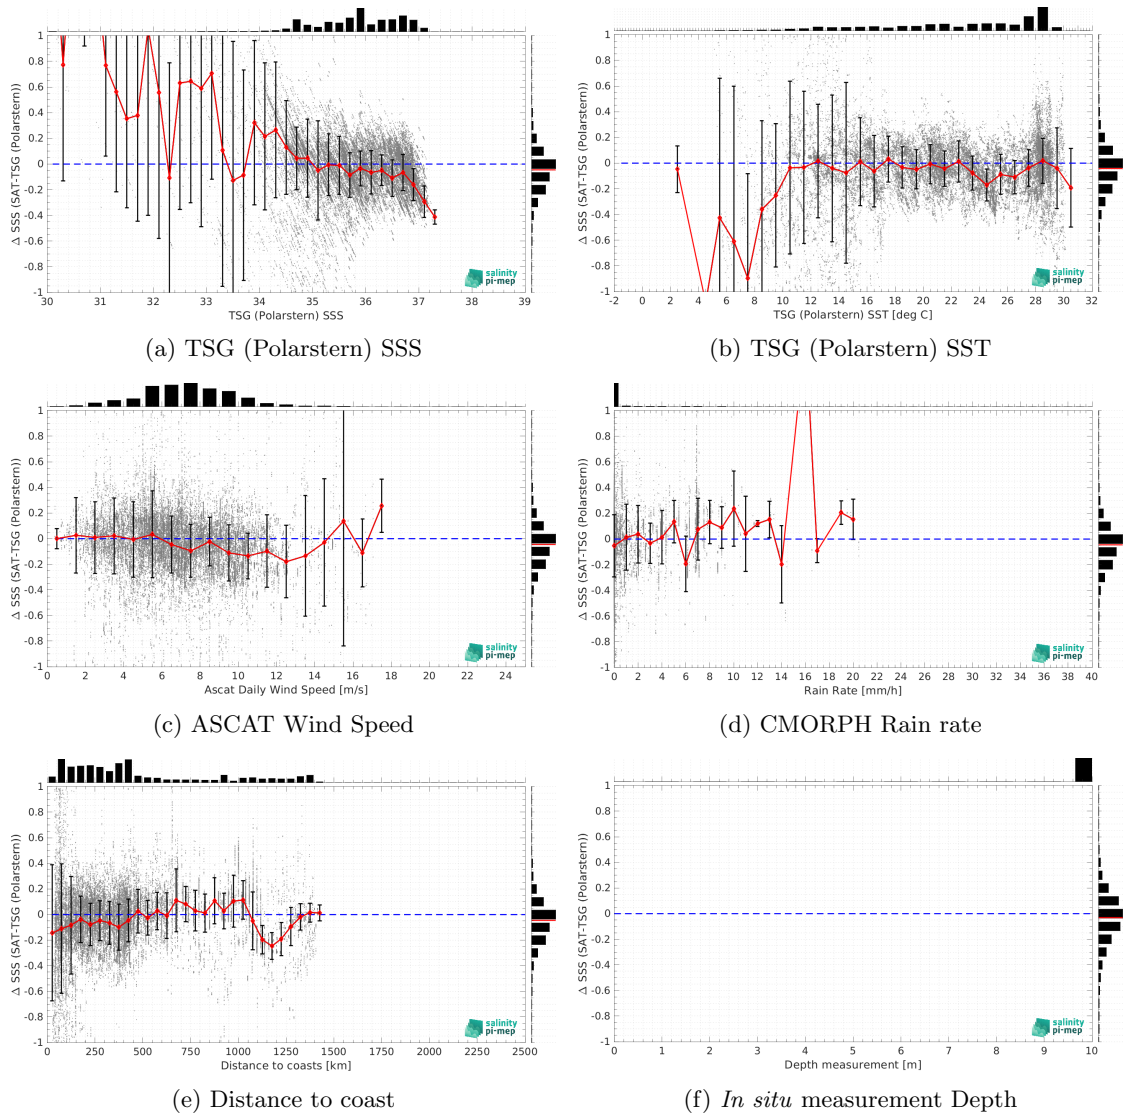 1
0.8
0.6
0.4
0.2
0
-0.2
-0.4
-0.6
-0.8
-1
Δ SSS (SAT-TSG (Polarstern))
30 31 32 33 34 35 36 37 38 39
TSG (Polarstern) SSS
salinity
pi-mep
(a) TSG (Polarstern) SSS
1
0.8
0.6
0.4
0.2
0
-0.2
-0.4
-0.6
-0.8
-1
Δ SSS (SAT-TSG (Polarstern))
-2 0 2 4 6 8 10 12 14 16 18 20 22 24 26 28 30 32
TSG (Polarstern) SST [deg C]
salinity
pi-mep
(b) TSG (Polarstern) SST
1
0.8
0.6
0.4
0.2
0
-0.2
-0.4
-0.6
-0.8
-1
Δ SSS (SAT-TSG (Polarstern))
0 2 4 6 8 10 12 14 16 18 20 22 24
Ascat Daily Wind Speed [m/s]
salinity
pi-mep
(c) ASCAT Wind Speed
1
0.8
0.6
0.4
0.2
0
-0.2
-0.4
-0.6
-0.8
-1
Δ SSS (SAT-TSG (Polarstern))
0 2 4 6 8 10 12 14 16 18 20 22 24 26 28 30 32 34 36 38 40
Rain Rate [mm/h]
salinity
pi-mep
(d) CMORPH Rain rate
1
0.8
0.6
0.4
0.2
0
-0.2
-0.4
-0.6
-0.8
-1
Δ SSS (SAT-TSG (Polarstern))
0 250 500 750 1000 1250 1500 1750 2000 2250 2500
Distance to coasts [km]
salinity
pi-mep
(e) Distance to coast
1
0.8
0.6
0.4
0.2
0
-0.2
-0.4
-0.6
-0.8
-1
Δ SSS (SAT-TSG (Polarstern))
0 1 2 3 4 5 6 7 8 9 10
Depth measurement [m]
salinity
pi-mep
(f) In situ measurement Depth